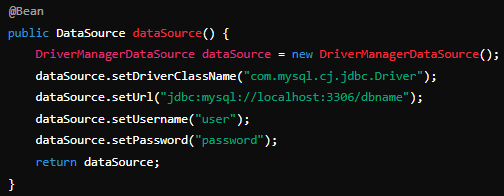 @Bean
public DataSource dataSource() {
    DriverManagerDataSource dataSource = new DriverManagerDataSource();
    dataSource.setDriverClassName("com.mysql.cj.jdbc.Driver");
    dataSource.setUrl("jdbc:mysql://localhost:3306/dbname");
    dataSource.setUsername("user");
    dataSource.setPassword("password");
    return dataSource;
}